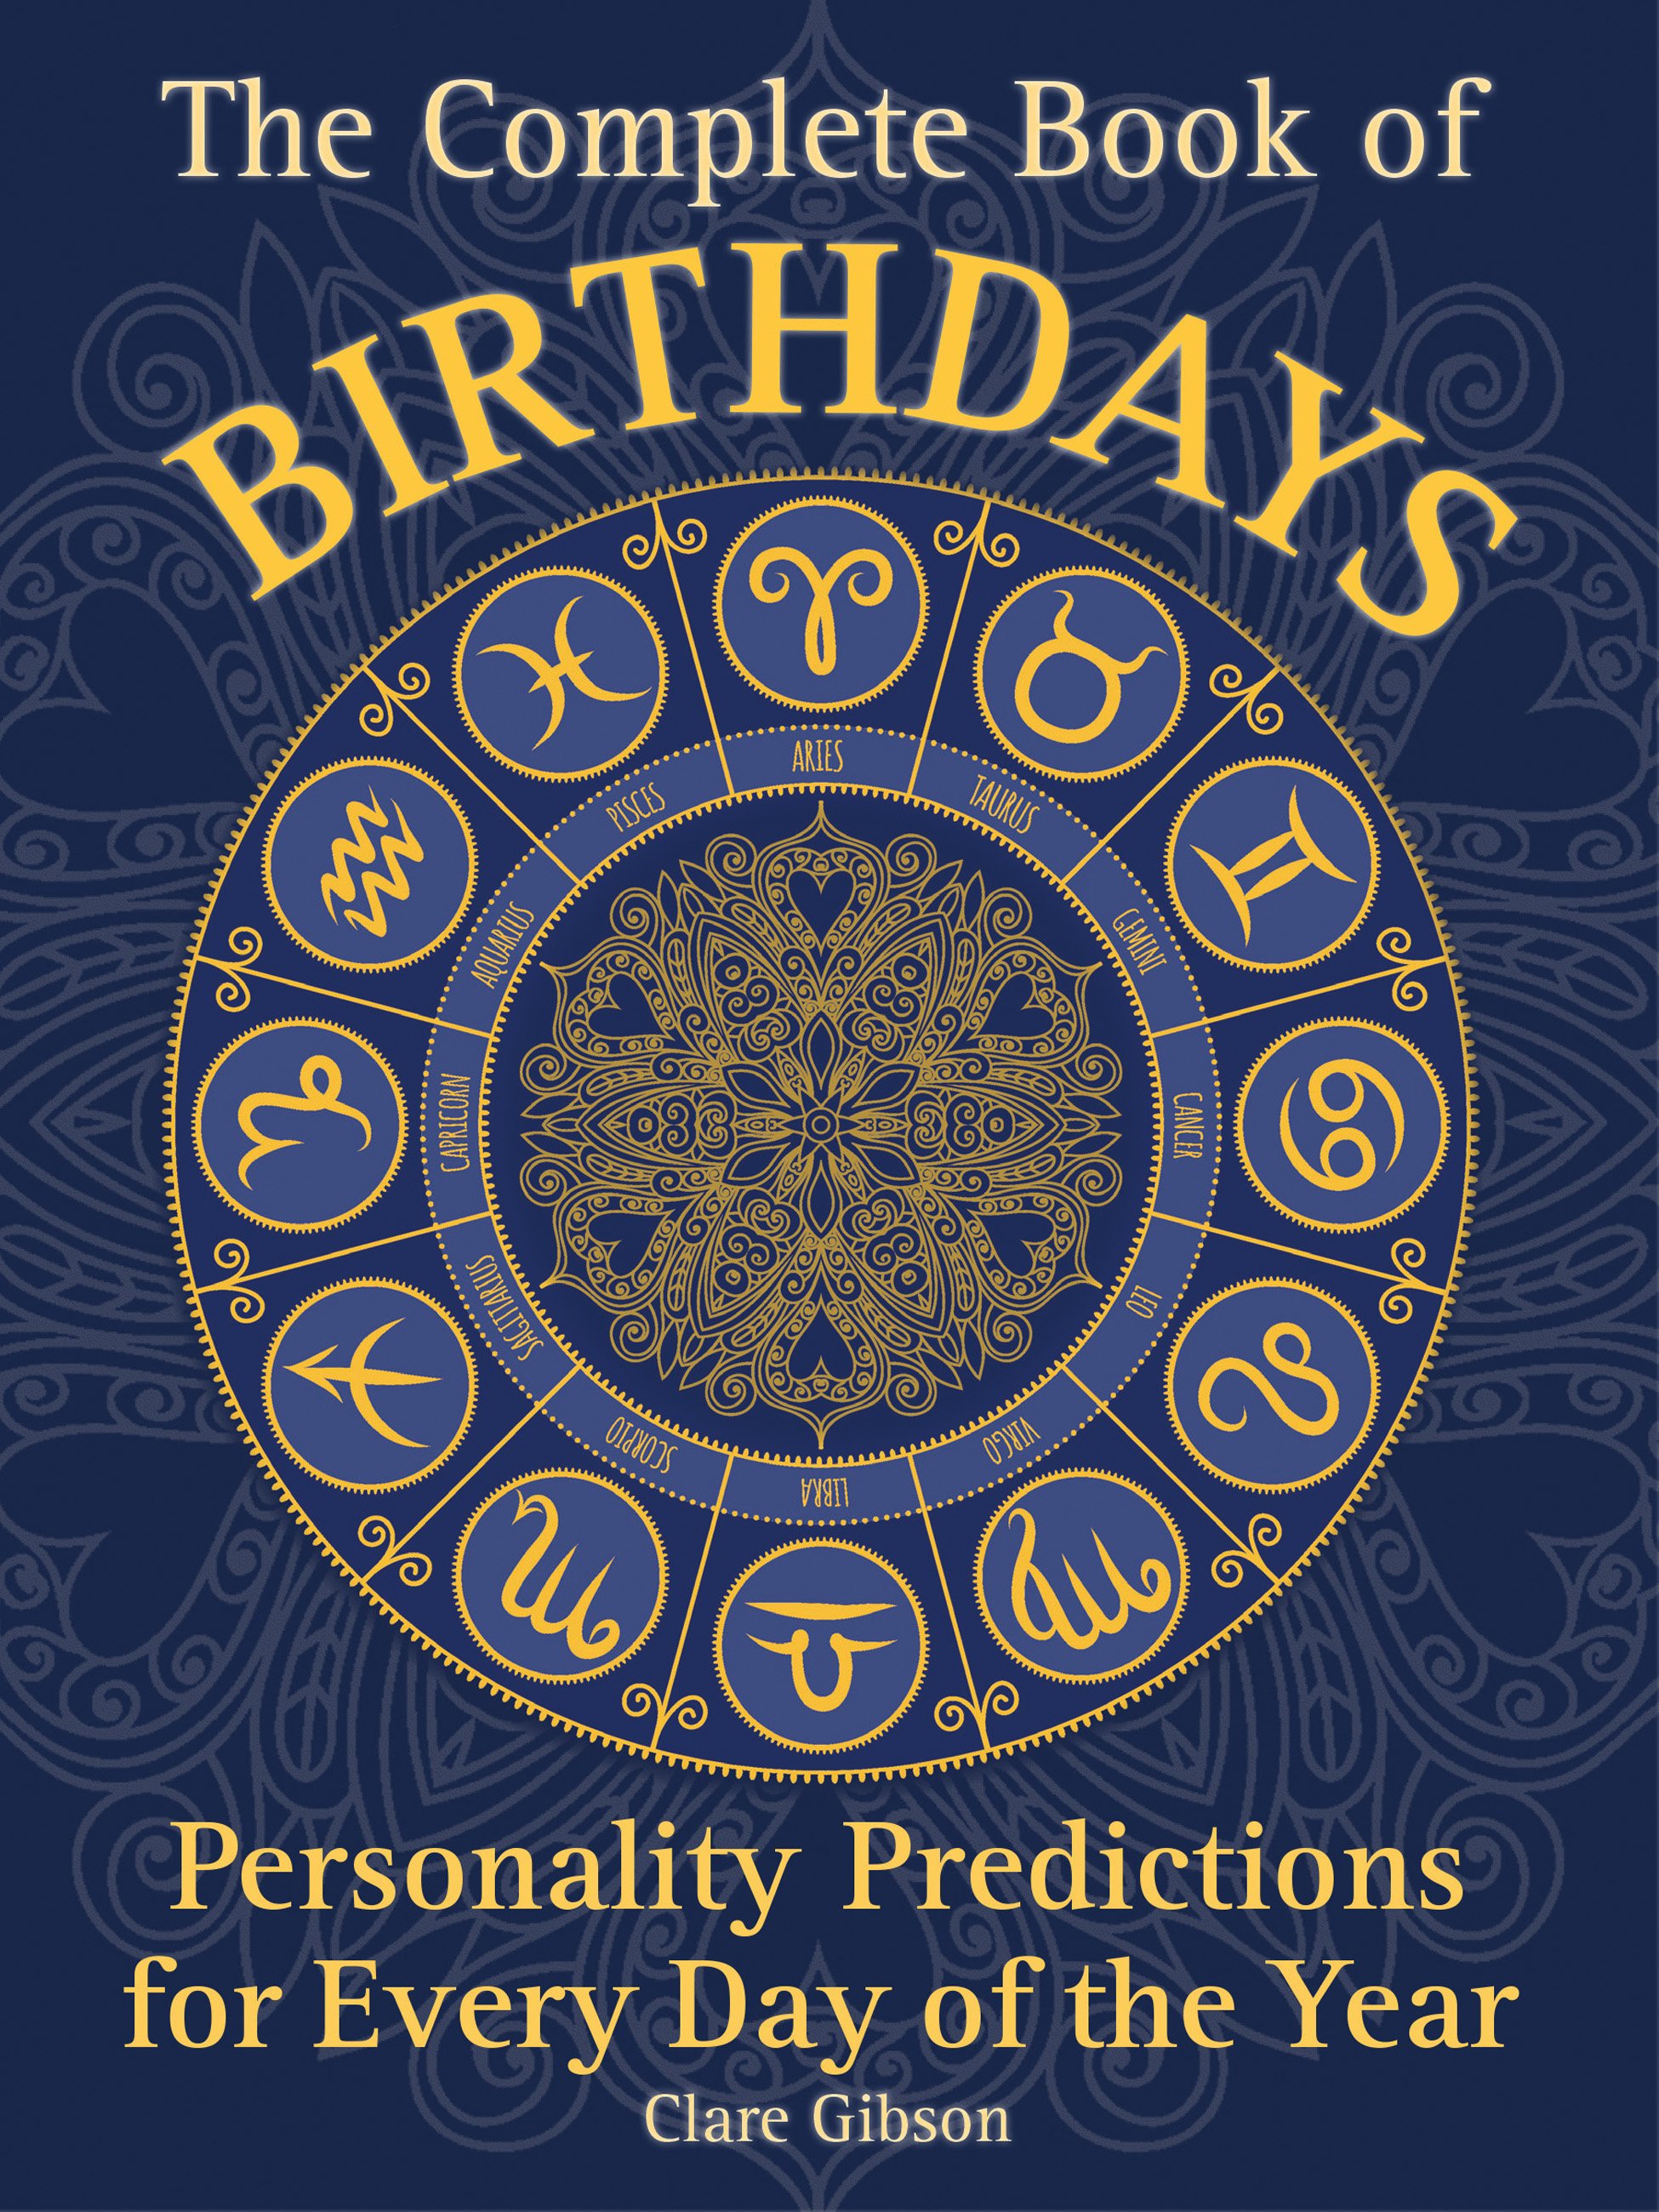 The Complete Book of
BIRTHDAYS
ARIES
TAURUS
GEMINI
CANCER
LEO
VIRGO
LIBRA
SCORPIO
SAGITARIUS
CAPRICORN
AQUARIUS
PISCES
Personality Predictions
for Every Day of the Year
Clare Gibson